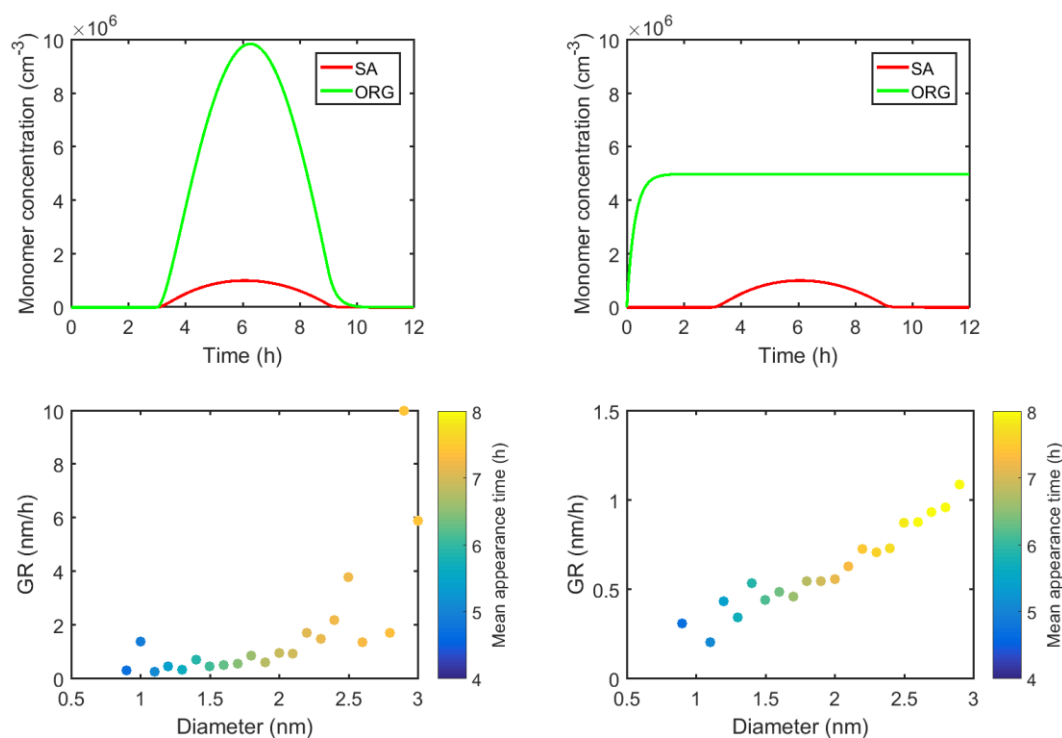 ×10⁶
10
8
6
4
2
0
Monomer concentration (cm⁻³)
SA
ORG
0 2 4 6 8 10 12
Time (h)
×10⁶
10
8
6
4
2
0
Monomer concentration (cm⁻³)
SA
ORG
0 2 4 6 8 10 12
Time (h)
10
8
6
4
2
0
GR (nm/h)
0.5 1 1.5 2 2.5 3
Diameter (nm)
8
7
6
5
4
Mean appearance time (h)
1.5
1
0.5
0
GR (nm/h)
0.5 1 1.5 2 2.5 3
Diameter (nm)
8
7
6
5
4
Mean appearance time (h)